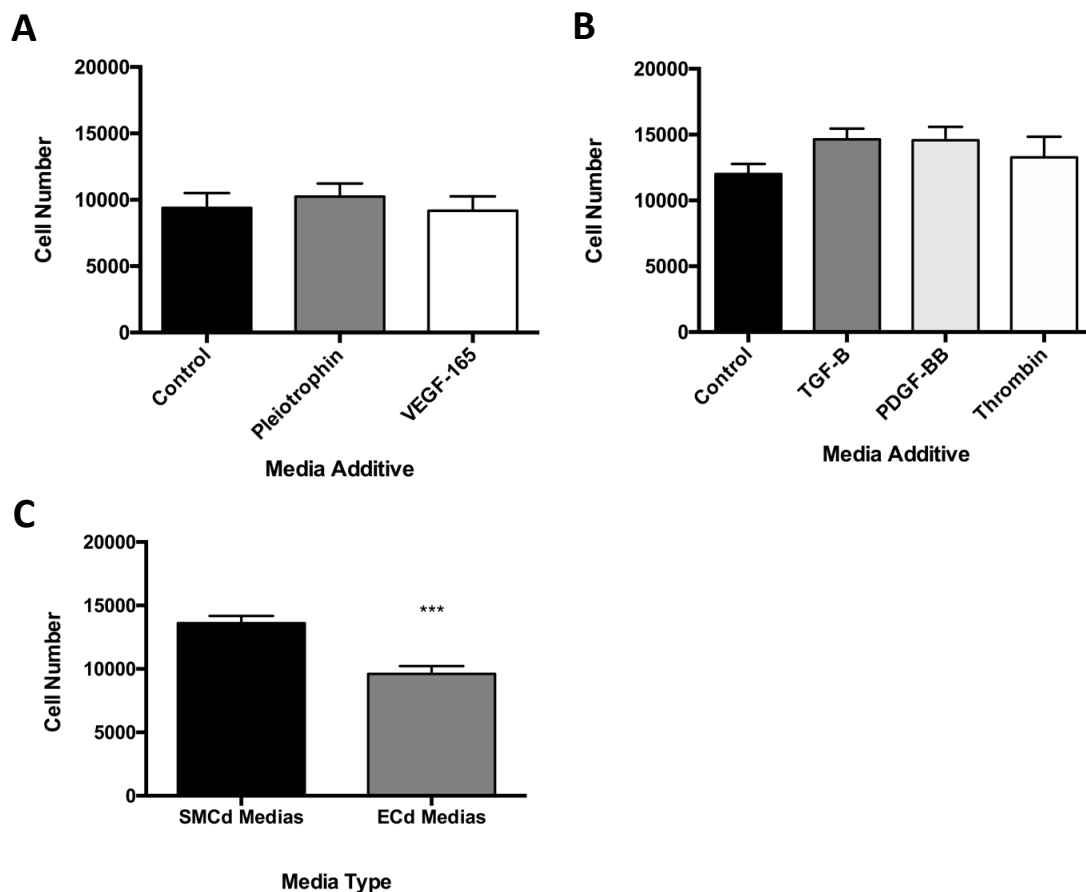 A
20000
15000
10000
5000
0
Cell Number
Control
Pleiotrophin
VEGF-165
Media Additive
B
20000
15000
10000
5000
0
Cell Number
Control
TGF-B
PDGF-BB
Thrombin
Media Additive
C
20000
15000
10000
5000
0
Cell Number
***
SMCd Medias
ECd Medias
Media Type